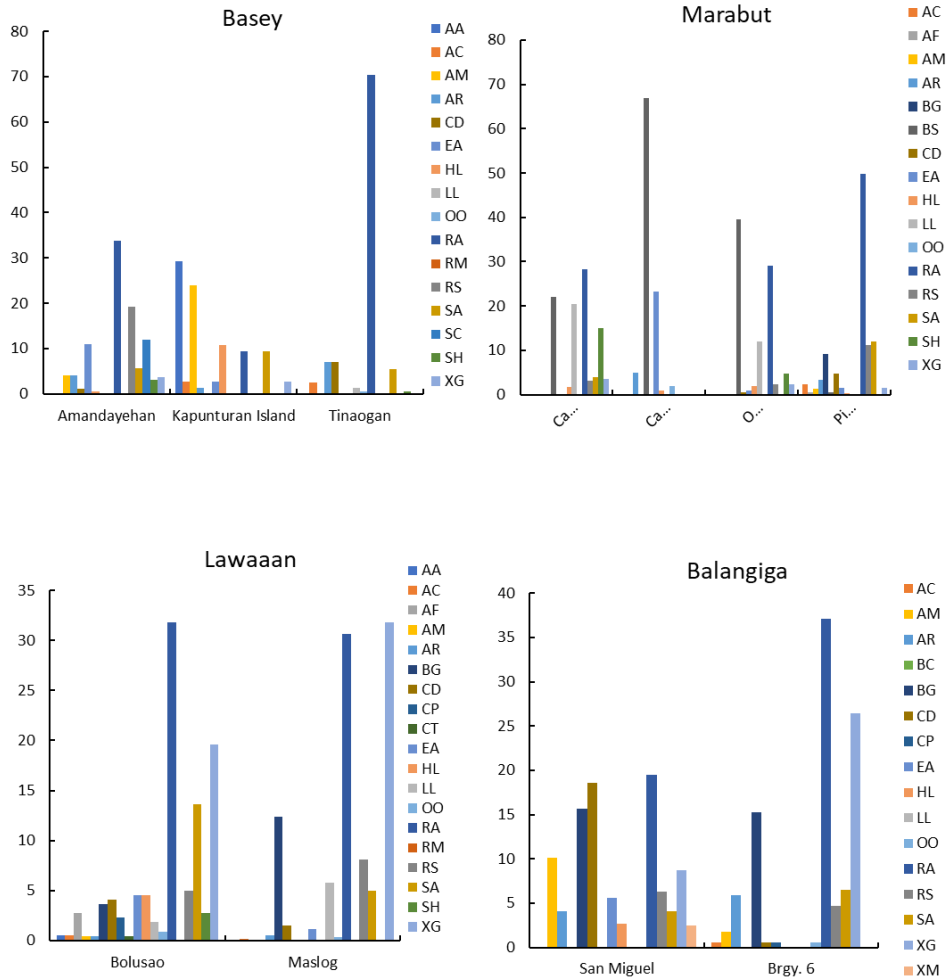 Basey
80
70
60
50
40
30
20
10
0
Amandayehan Kapunturan Island Tinaogan
AA
AC
AM
AR
CD
EA
HL
LL
OO
RA
RM
RS
SA
SC
SH
XG
Marabut
80
70
60
50
40
30
20
10
0
Ca... Ca... O... Pi...
AC
AF
AM
AR
BG
BS
CD
EA
HL
LL
OO
RA
RS
SA
SH
XG
Lawaaan
35
30
25
20
15
10
5
0
Bolusao Maslog
AA
AC
AF
AM
AR
BG
CD
CP
CT
EA
HL
LL
OO
RA
RM
RS
SA
SH
XG
Balangiga
40
35
30
25
20
15
10
5
0
San Miguel Brgy. 6
AC
AM
AR
BC
BG
CD
CP
EA
HL
LL
OO
RA
RS
SA
XG
XM